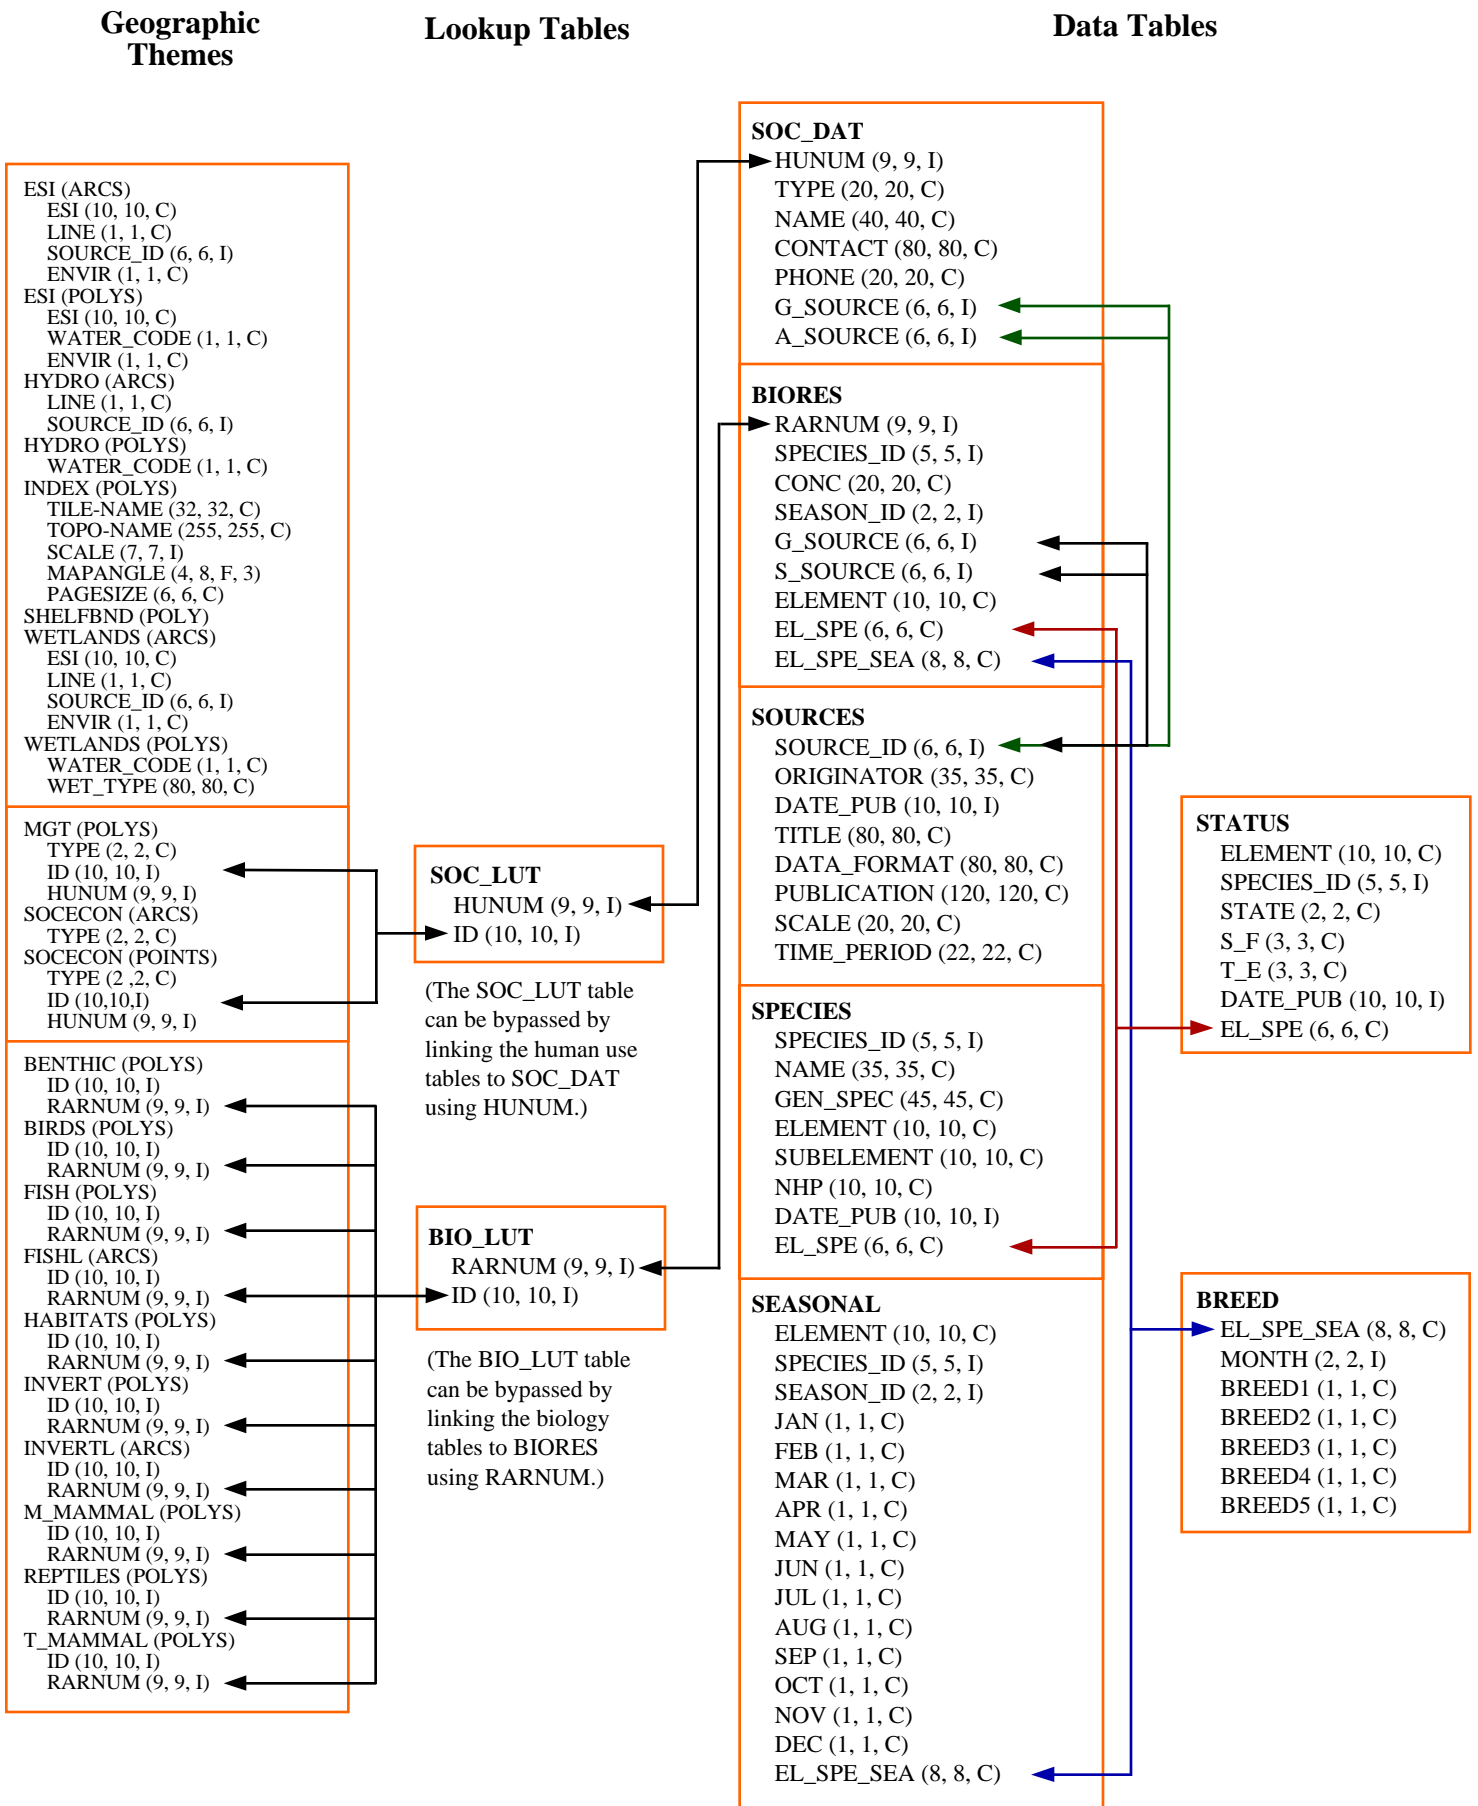 Geographic
Themes
Lookup Tables
Data Tables
ESI (ARCS)
ESI (10, 10, C)
LINE (1, 1, C)
SOURCE_ID (6, 6, I)
ENVIR (1, 1, C)
ESI (POLYS)
ESI (10, 10, C)
WATER_CODE (1, 1, C)
ENVIR (1, 1, C)
HYDRO (ARCS)
LINE (1, 1, C)
SOURCE_ID (6, 6, I)
HYDRO (POLYS)
WATER_CODE (1, 1, C)
INDEX (POLYS)
TILE-NAME (32, 32, C)
TOPO-NAME (255, 255, C)
SCALE (7, 7, I)
MAPANGLE (4, 8, F, 3)
PAGESIZE (6, 6, C)
SHELFBND (POLY)
WETLANDS (ARCS)
ESI (10, 10, C)
LINE (1, 1, C)
SOURCE_ID (6, 6, I)
ENVIR (1, 1, C)
WETLANDS (POLYS)
WATER_CODE (1, 1, C)
WET_TYPE (80, 80, C)
MGT (POLYS)
TYPE (2, 2, C)
ID (10, 10, I)
HUNUM (9, 9, I)
SOCECON (ARCS)
TYPE (2, 2, C)
SOCECON (POINTS)
TYPE (2 ,2, C)
ID (10,10,I)
HUNUM (9, 9, I)
BENTHIC (POLYS)
ID (10, 10, I)
RARNUM (9, 9, I)
BIRDS (POLYS)
ID (10, 10, I)
RARNUM (9, 9, I)
FISH (POLYS)
ID (10, 10, I)
RARNUM (9, 9, I)
FISHL (ARCS)
ID (10, 10, I)
RARNUM (9, 9, I)
HABITATS (POLYS)
ID (10, 10, I)
RARNUM (9, 9, I)
INVERT (POLYS)
ID (10, 10, I)
RARNUM (9, 9, I)
INVERTL (ARCS)
ID (10, 10, I)
RARNUM (9, 9, I)
M_MAMMAL (POLYS)
ID (10, 10, I)
RARNUM (9, 9, I)
REPTILES (POLYS)
ID (10, 10, I)
RARNUM (9, 9, I)
T_MAMMAL (POLYS)
ID (10, 10, I)
RARNUM (9, 9, I)
SOC_LUT
HUNUM (9, 9, I)
ID (10, 10, I)
(The SOC_LUT table
can be bypassed by
linking the human use
tables to SOC_DAT
using HUNUM.)
BIO_LUT
RARNUM (9, 9, I)
ID (10, 10, I)
(The BIO_LUT table
can be bypassed by
linking the biology
tables to BIORES
using RARNUM.)
SOC_DAT
HUNUM (9, 9, I)
TYPE (20, 20, C)
NAME (40, 40, C)
CONTACT (80, 80, C)
PHONE (20, 20, C)
G_SOURCE (6, 6, I)
A_SOURCE (6, 6, I)
BIORES
RARNUM (9, 9, I)
SPECIES_ID (5, 5, I)
CONC (20, 20, C)
SEASON_ID (2, 2, I)
G_SOURCE (6, 6, I)
S_SOURCE (6, 6, I)
ELEMENT (10, 10, C)
EL_SPE (6, 6, C)
EL_SPE_SEA (8, 8, C)
SOURCES
SOURCE_ID (6, 6, I)
ORIGINATOR (35, 35, C)
DATE_PUB (10, 10, I)
TITLE (80, 80, C)
DATA_FORMAT (80, 80, C)
PUBLICATION (120, 120, C)
SCALE (20, 20, C)
TIME_PERIOD (22, 22, C)
SPECIES
SPECIES_ID (5, 5, I)
NAME (35, 35, C)
GEN_SPEC (45, 45, C)
ELEMENT (10, 10, C)
SUBELEMENT (10, 10, C)
NHP (10, 10, C)
DATE_PUB (10, 10, I)
EL_SPE (6, 6, C)
SEASONAL
ELEMENT (10, 10, C)
SPECIES_ID (5, 5, I)
SEASON_ID (2, 2, I)
JAN (1, 1, C)
FEB (1, 1, C)
MAR (1, 1, C)
APR (1, 1, C)
MAY (1, 1, C)
JUN (1, 1, C)
JUL (1, 1, C)
AUG (1, 1, C)
SEP (1, 1, C)
OCT (1, 1, C)
NOV (1, 1, C)
DEC (1, 1, C)
EL_SPE_SEA (8, 8, C)
STATUS
ELEMENT (10, 10, C)
SPECIES_ID (5, 5, I)
STATE (2, 2, C)
S_F (3, 3, C)
T_E (3, 3, C)
DATE_PUB (10, 10, I)
EL_SPE (6, 6, C)
BREED
EL_SPE_SEA (8, 8, C)
MONTH (2, 2, I)
BREED1 (1, 1, C)
BREED2 (1, 1, C)
BREED3 (1, 1, C)
BREED4 (1, 1, C)
BREED5 (1, 1, C)